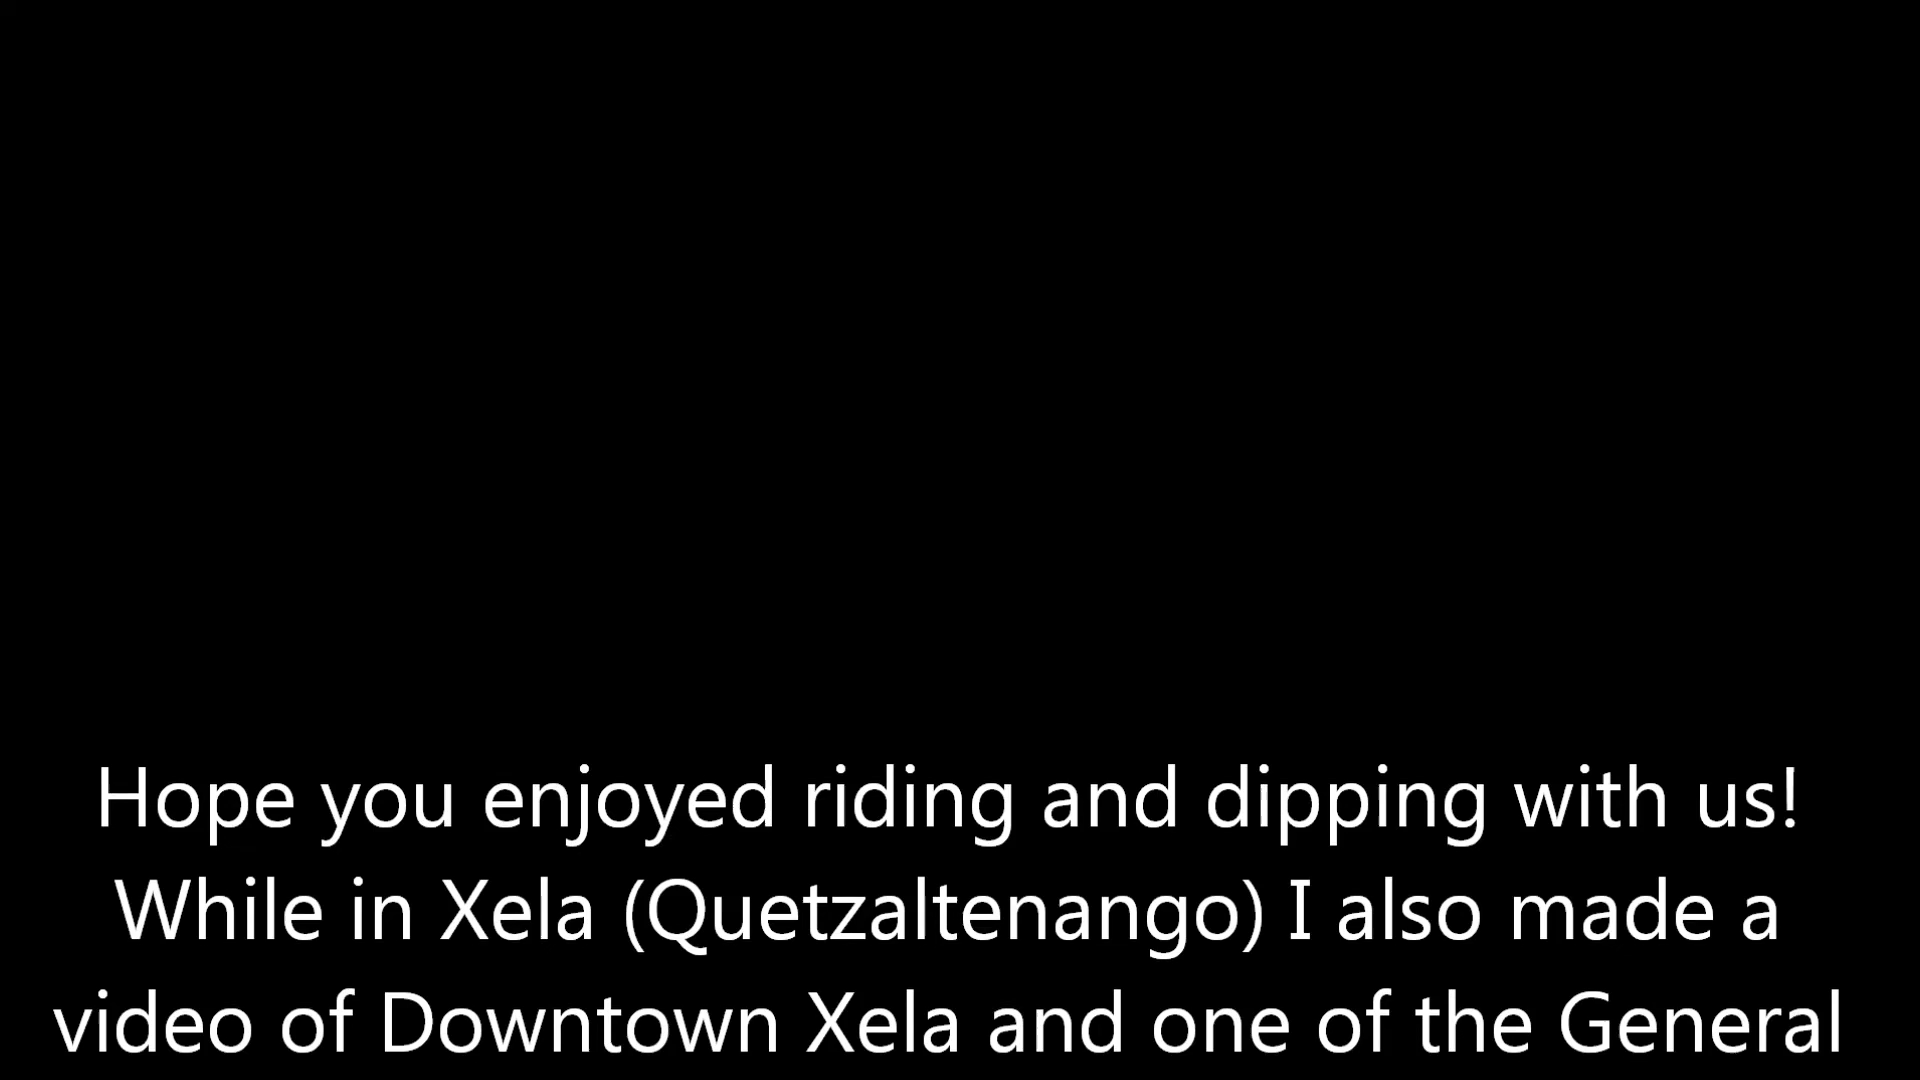 Hope you enjoyed riding and dipping with us!
While in Xela (Quetzaltenango) I also made a
video of Downtown Xela and one of the General